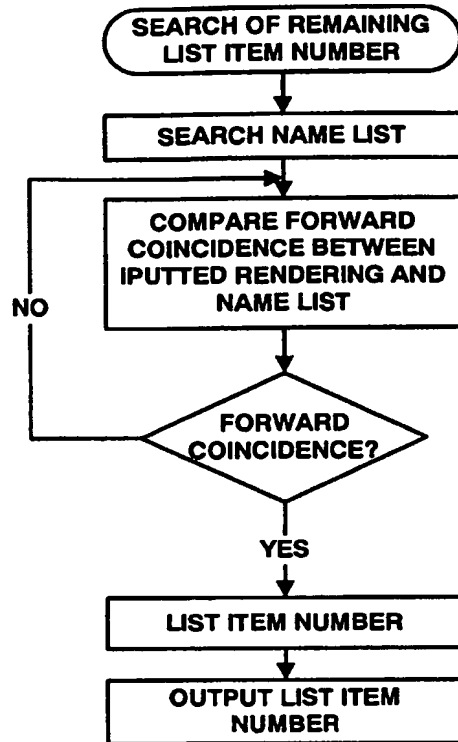 SEARCH OF REMAINING
LIST ITEM NUMBER
SEARCH NAME LIST
COMPARE FORWARD
COINCIDENCE BETWEEN
IPUTTED RENDERING AND
NAME LIST
NO
FORWARD
COINCIDENCE?
YES
LIST ITEM NUMBER
OUTPUT LIST ITEM
NUMBER